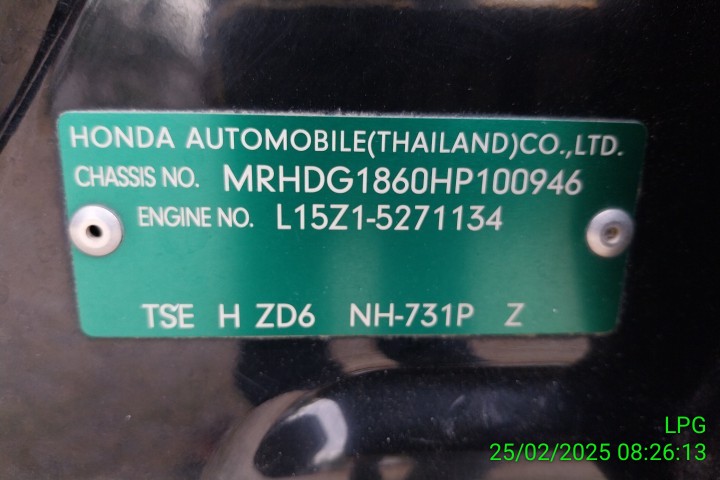 HONDA AUTOMOBILE(THAILAND)CO.,LTD.
CHASSIS NO. MRHDG1860HP100946
ENGINE NO. L15Z1-5271134
TSE H ZD6 NH-731P Z
LPG
25/02/2025 08:26:13